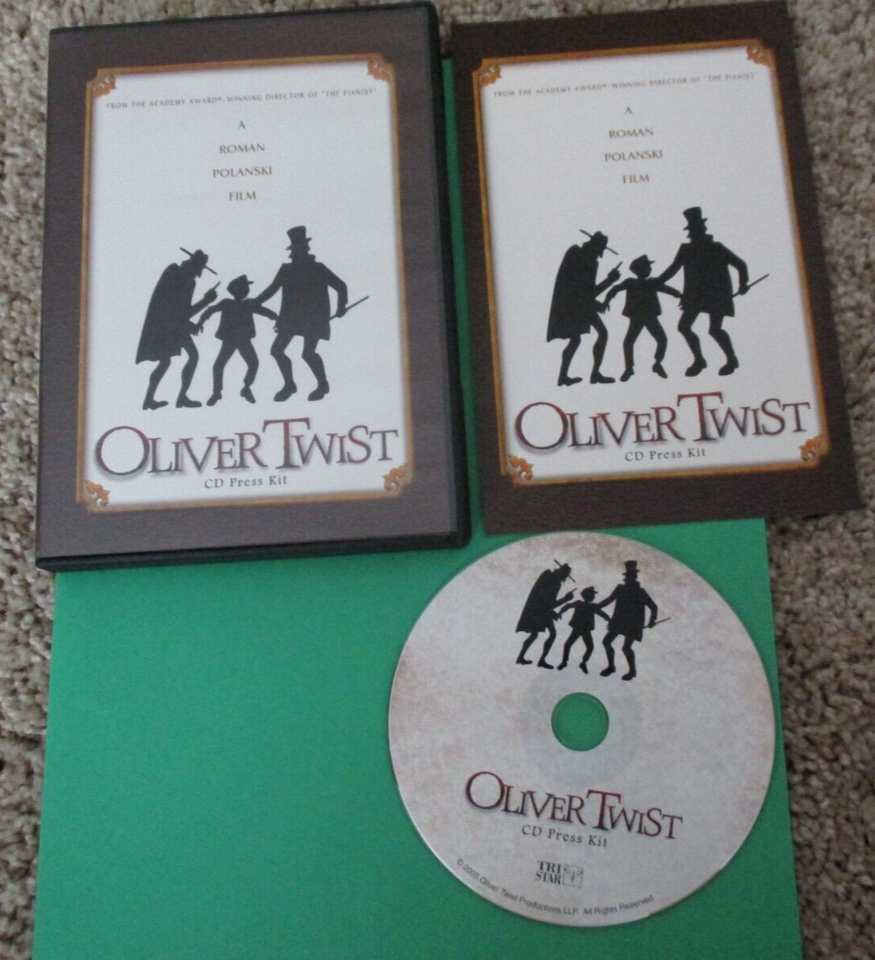 FROM THE ACADEMY AWARD®-WINNING DIRECTOR OF "THE PIANIST"
A
ROMAN
POLANSKI
FILM
OLIVER TWIST
CD Press Kit
FROM THE ACADEMY AWARD®-WINNING DIRECTOR OF "THE PIANIST"
A
ROMAN
POLANSKI
FILM
OLIVER TWIST
CD Press Kit
OLIVER TWIST
CD Press Kit
TRI
STAR
© 2005 Oliver Twist Productions LLP. All Rights Reserved.